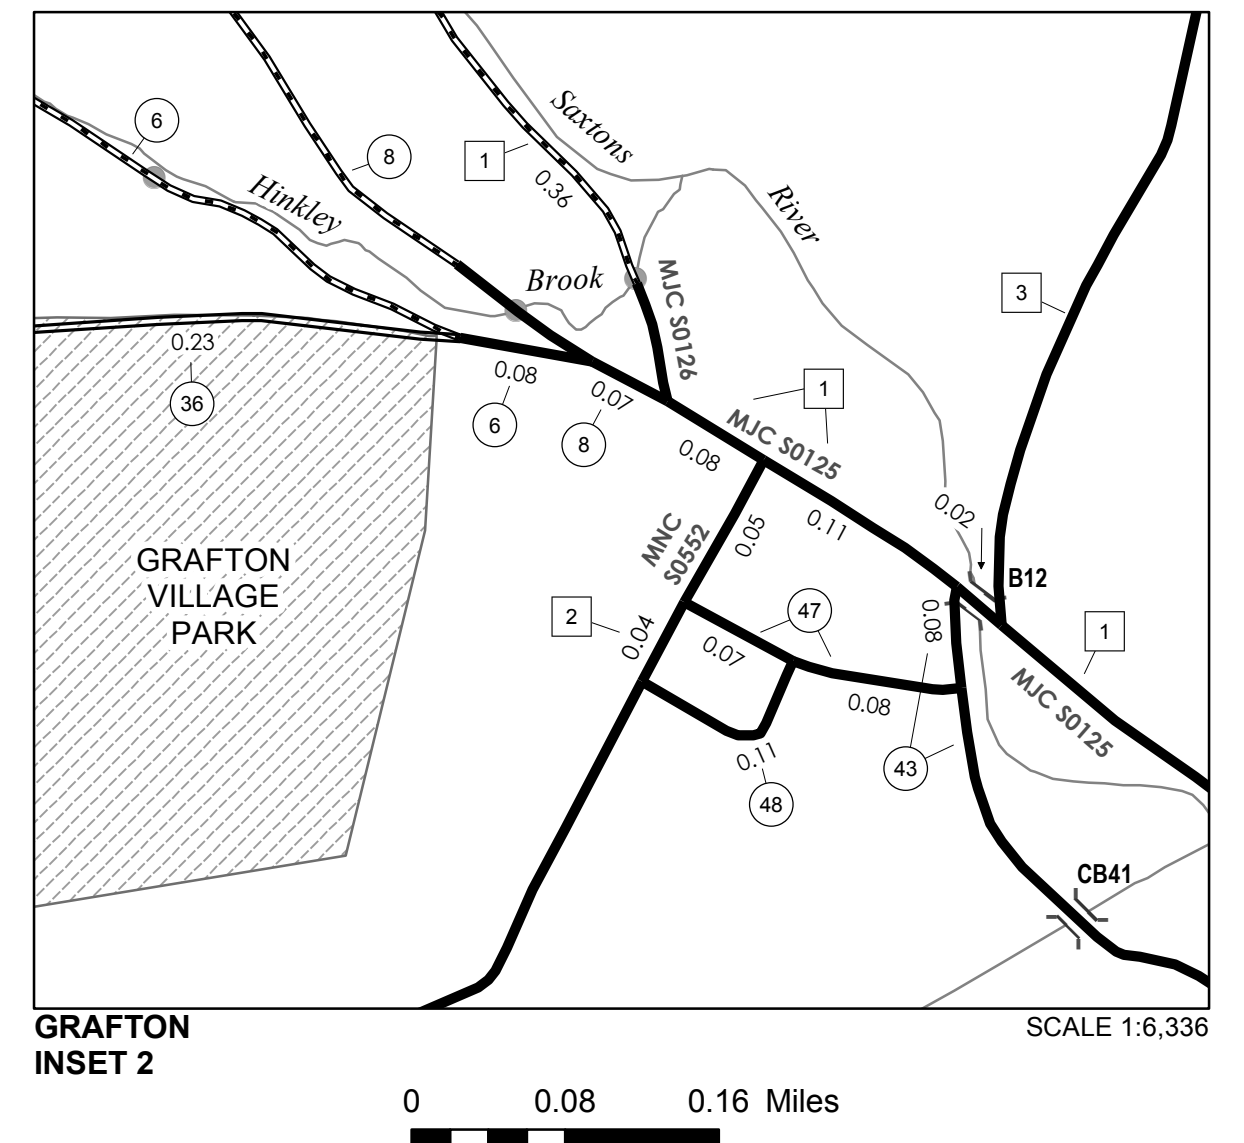 6
8
1
Saxtons
0.36
Hinkley
River
Brook
MJC S0126
3
0.23
36
0.08
6
0.07
8
1
MJC S0125
0.08
0.11
0.02
B12
GRAFTON
VILLAGE
PARK
MNC
S0552
0.05
2
0.04
47
0.07
0.08
0.08
1
MJC S0125
43
0.11
48
CB41
GRAFTON
INSET 2
SCALE 1:6,336
0 0.08 0.16 Miles